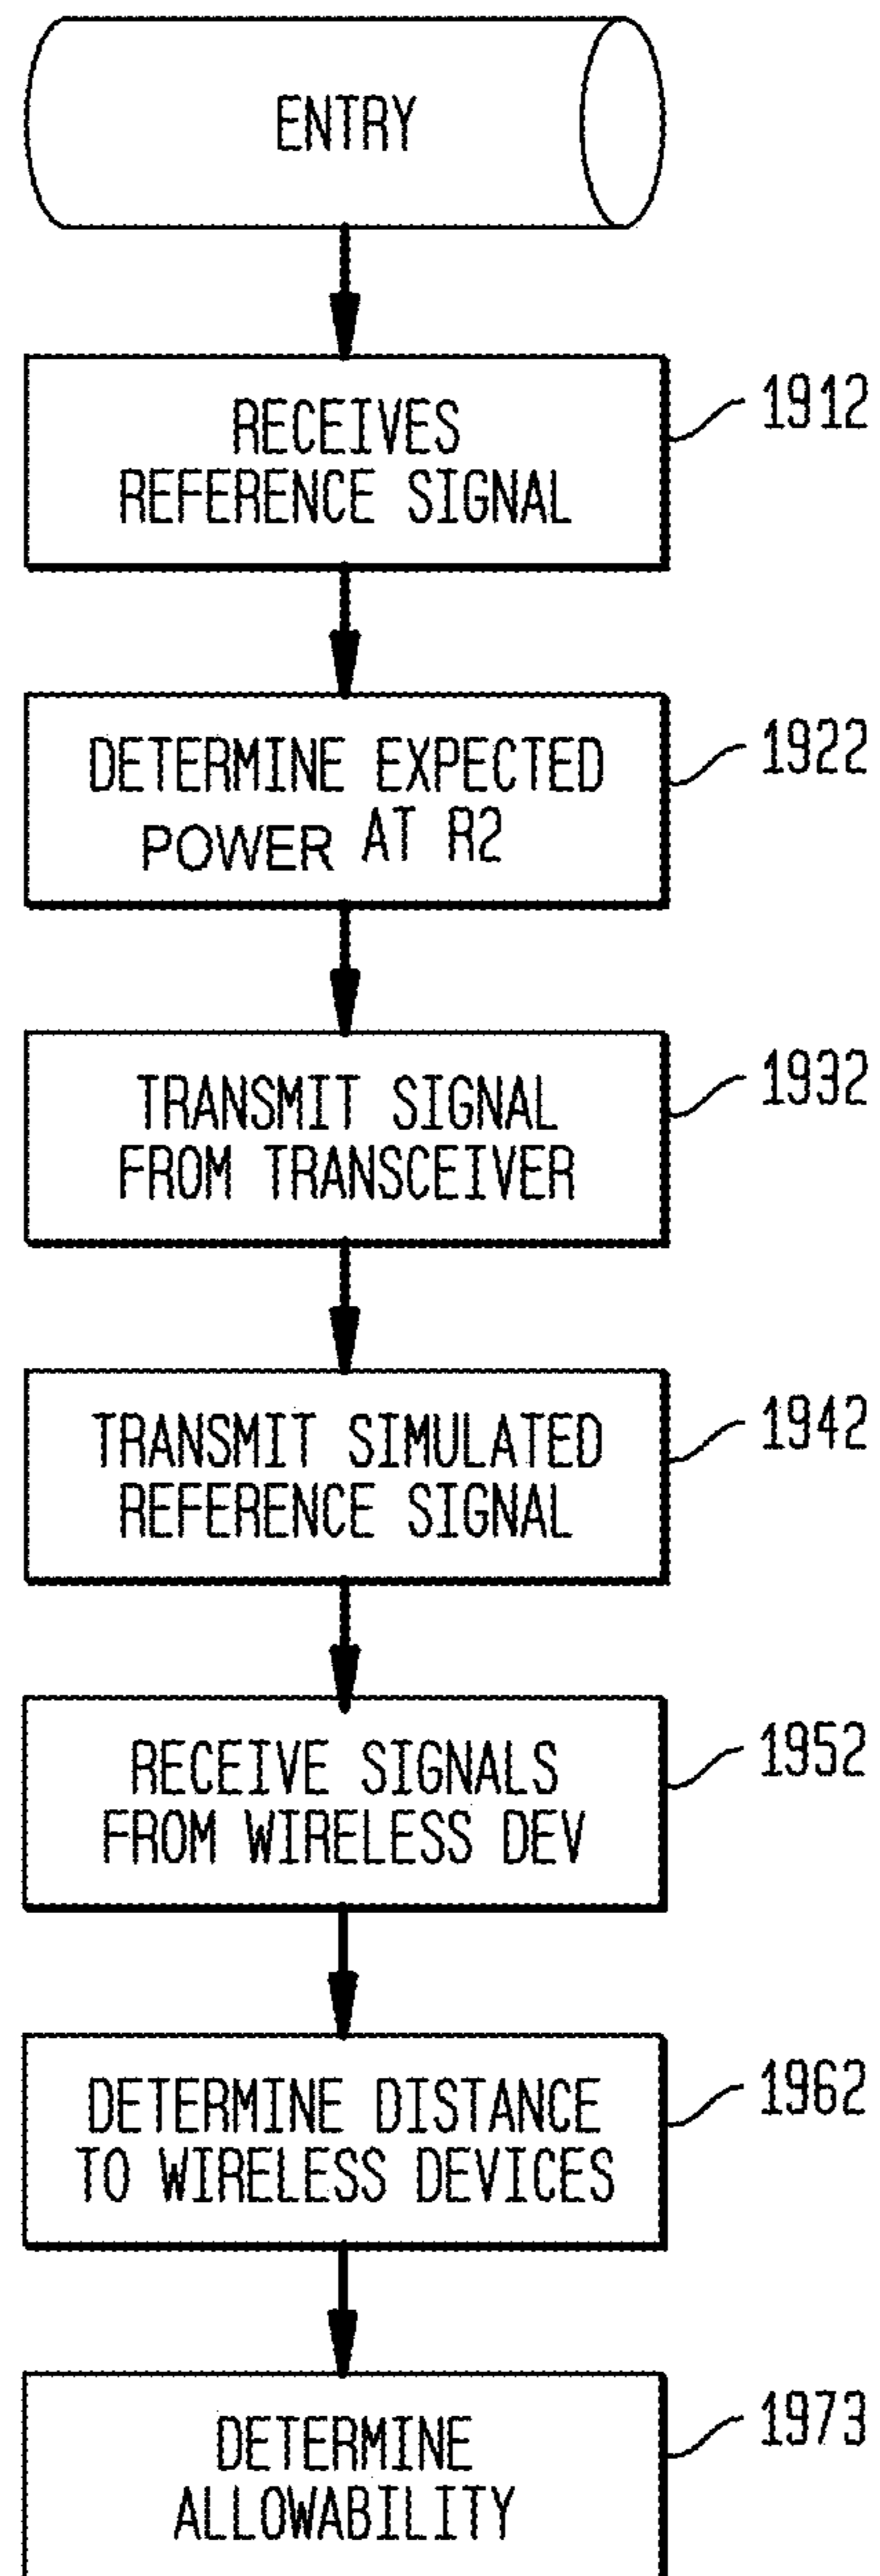 ENTRY
RECEIVES
REFERENCE SIGNAL
1912
DETERMINE EXPECTED
POWER AT R2
1922
TRANSMIT SIGNAL
FROM TRANSCEIVER
1932
TRANSMIT SIMULATED
REFERENCE SIGNAL
1942
RECEIVE SIGNALS
FROM WIRELESS DEV
1952
DETERMINE DISTANCE
TO WIRELESS DEVICES
1962
DETERMINE
ALLOWABILITY
1973